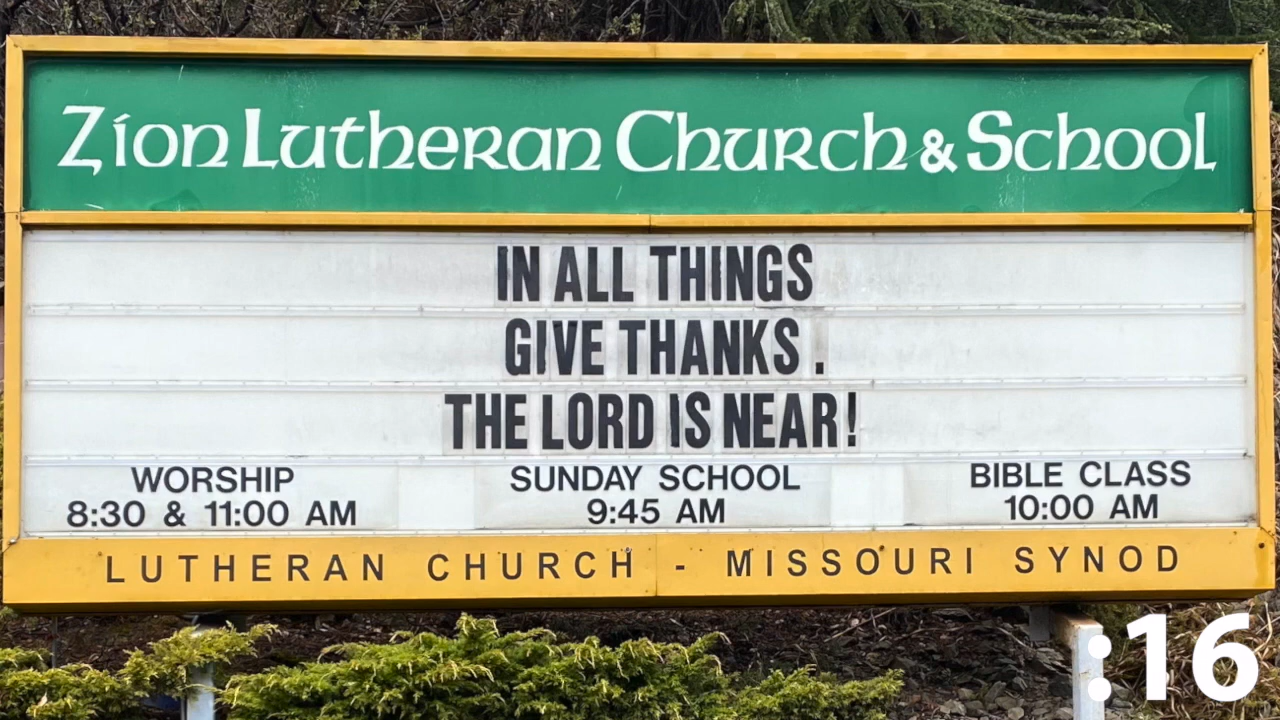 Zion Lutheran Church & School
IN ALL THINGS
GIVE THANKS .
THE LORD IS NEAR!
WORSHIP
8:30 & 11:00 AM
SUNDAY SCHOOL
9:45 AM
BIBLE CLASS
10:00 AM
LUTHERAN CHURCH - MISSOURI SYNOD
:16